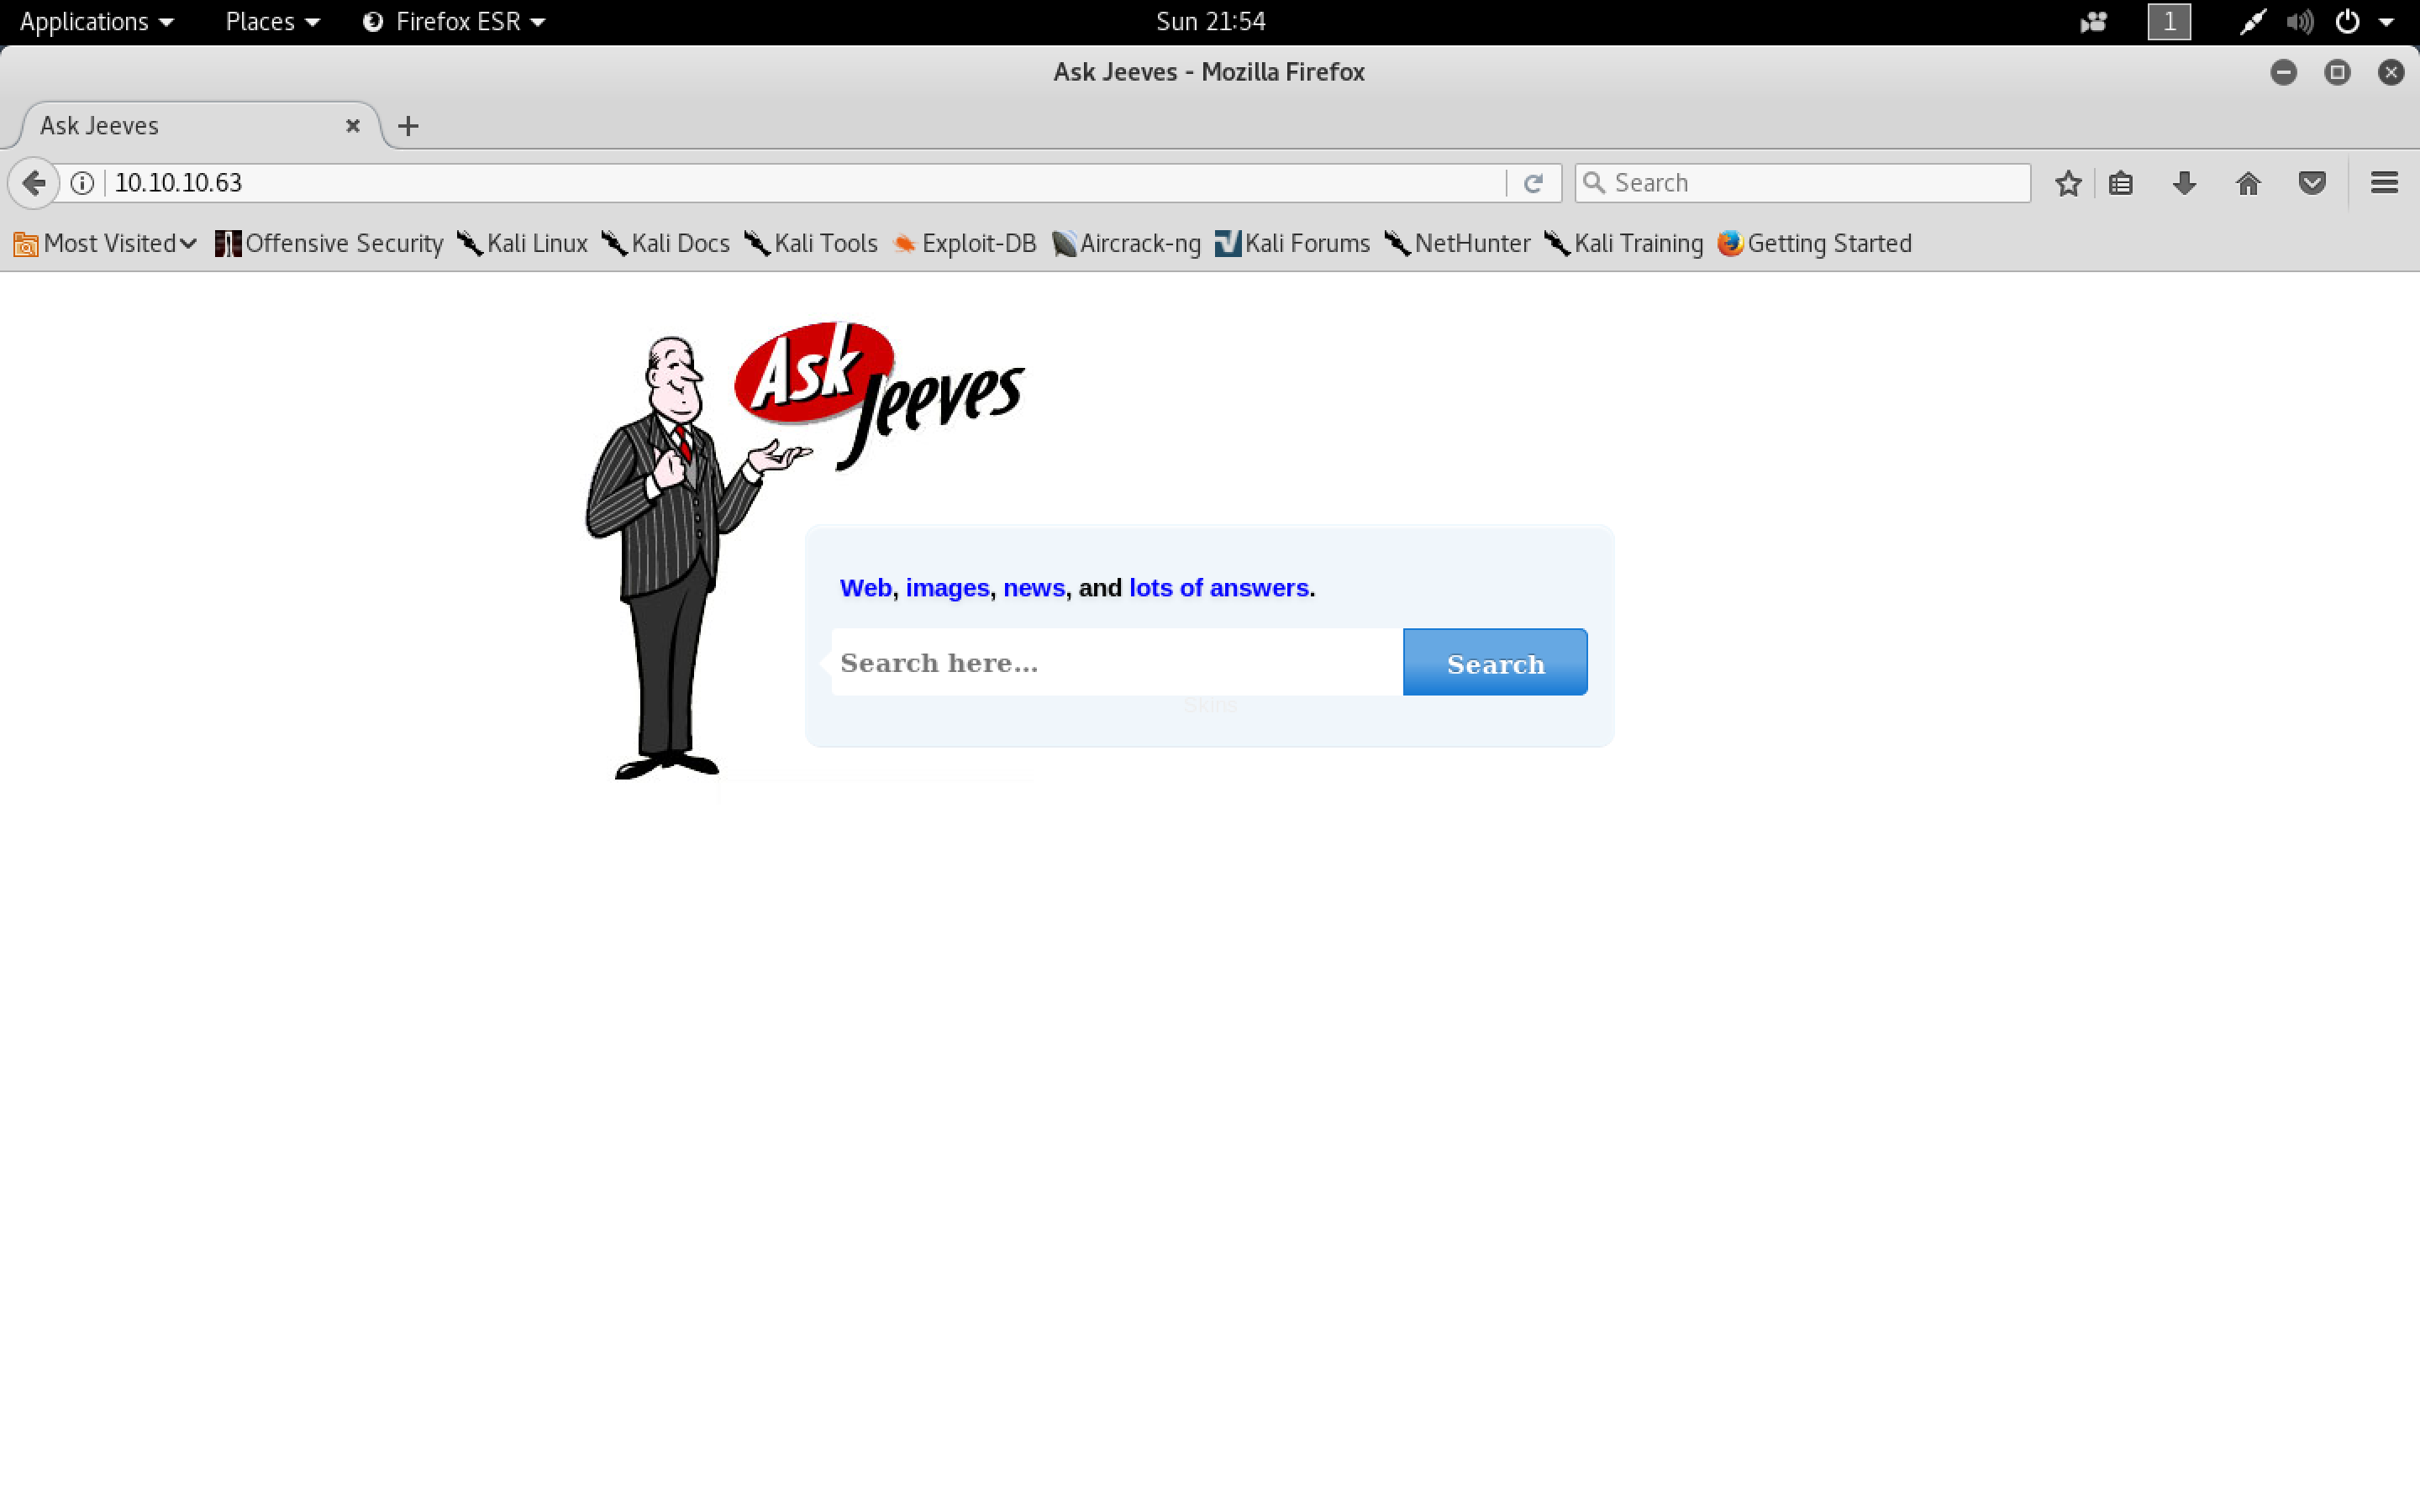 Applications Places Firefox ESR Sun 21:54 1
Ask Jeeves - Mozilla Firefox
Ask Jeeves
10.10.10.63 Search
Most Visited Offensive Security Kali Linux Kali Docs Kali Tools Exploit-DB Aircrack-ng Kali Forums NetHunter Kali Training Getting Started
Ask Jeeves
Web, images, news, and lots of answers.
Search here... Search
Skins